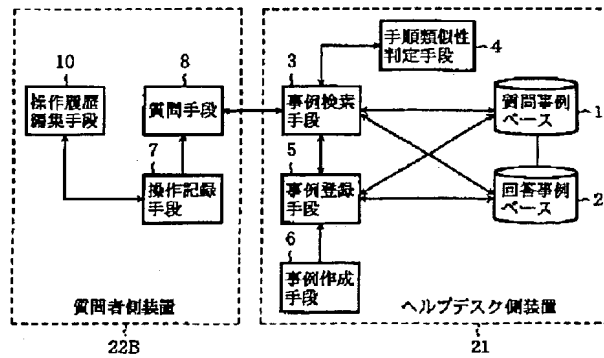 10
操作履歴
編集手段
8
質問手段
7
操作記録
手段
質問者側装置
22B
手順類似性
判定手段
4
3
事例検索
手段
5
事例登録
手段
6
事例作成
手段
質問事例
ベース
1
回答事例
ベース
2
ヘルプデスク側装置
21